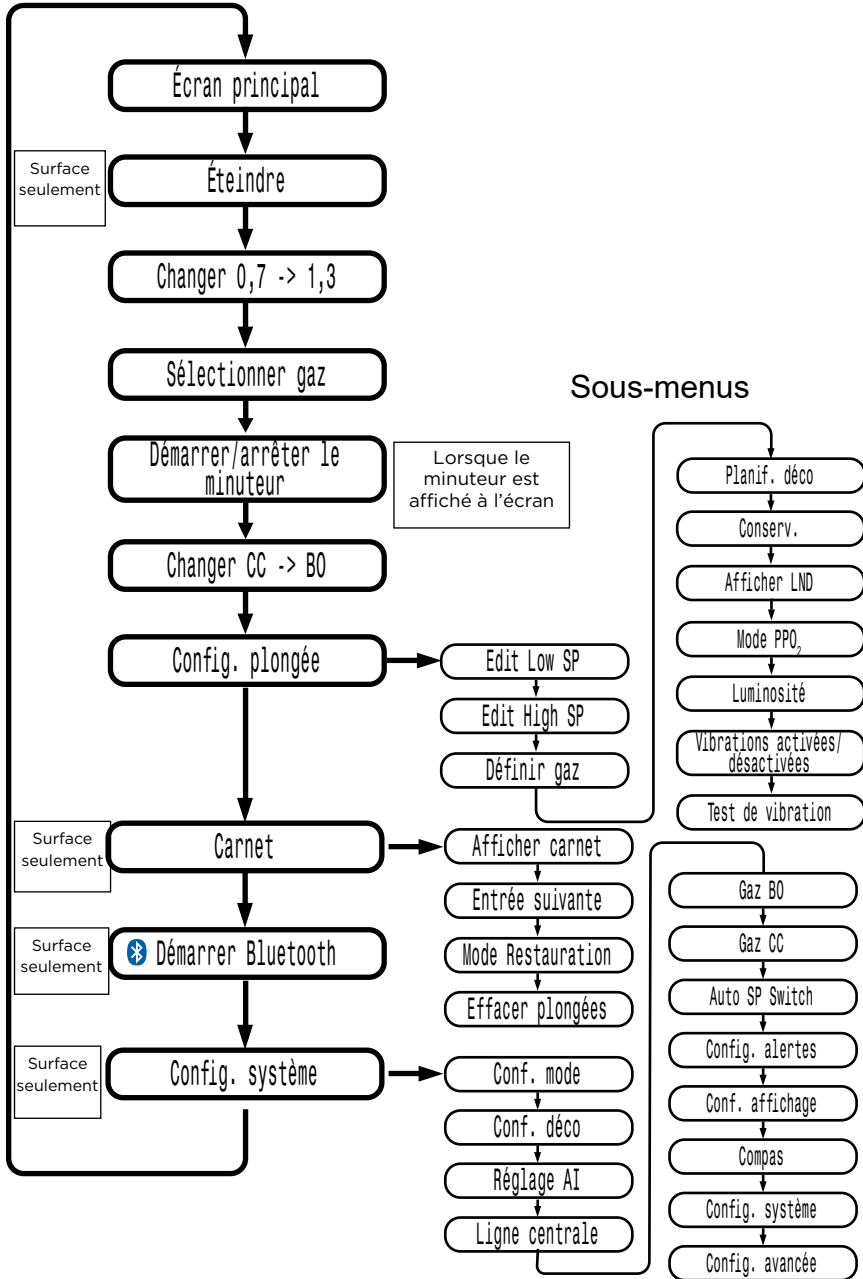 Écran principal
Surface
seulement
Éteindre
Changer 0,7 -> 1,3
Sélectionner gaz
Démarrer/arrêter le
minuteur
Lorsque le
minuteur est
affiché à l'écran
Changer CC -> BO
Config. plongée
Edit Low SP
Edit High SP
Définir gaz
Sous-menus
Planif. déco
Conserv.
Afficher LND
Mode PPO₂
Luminosité
Vibrations activées/
désactivées
Test de vibration
Surface
seulement
Carnet
Afficher carnet
Entrée suivante
Mode Restauration
Effacer plongées
Surface
seulement
Démarrer Bluetooth
Surface
seulement
Config. système
Conf. mode
Conf. déco
Réglage AI
Ligne centrale
Gaz BO
Gaz CC
Auto SP Switch
Config. alertes
Conf. affichage
Compas
Config. système
Config. avancée